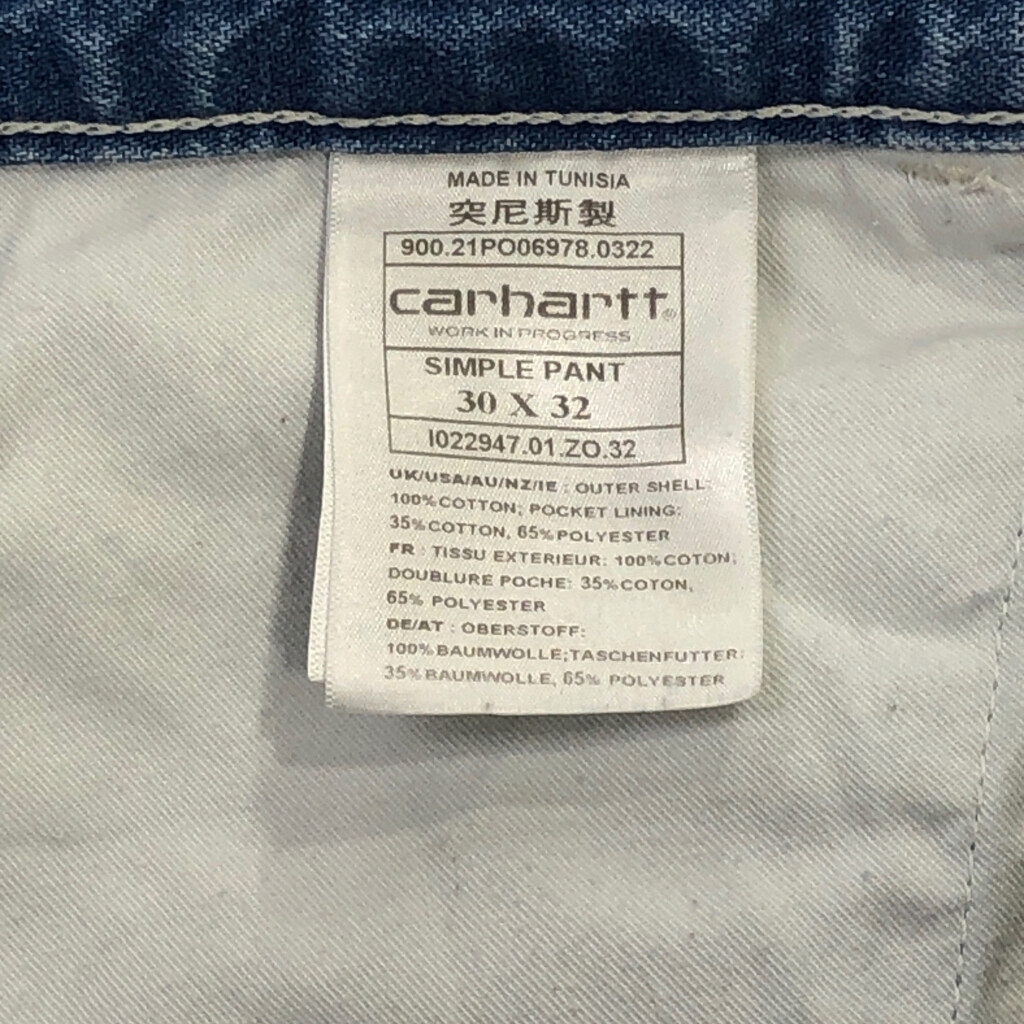 MADE IN TUNISIA
突尼斯製
900.21PO06978.0322
carhartt®
WORK IN PROGRESS
SIMPLE PANT
30 X 32
I022947.01.ZO.32
UK/USA/AU/NZ/IE : OUTER SHELL:
100%COTTON; POCKET LINING:
35%COTTON, 65%POLYESTER
FR : TISSU EXTERIEUR: 100%COTON;
DOUBLURE POCHE: 35%COTON,
65% POLYESTER
DE/AT : OBERSTOFF:
100%BAUMWOLLE;TASCHENFUTTER:
35%BAUMWOLLE, 65% POLYESTER